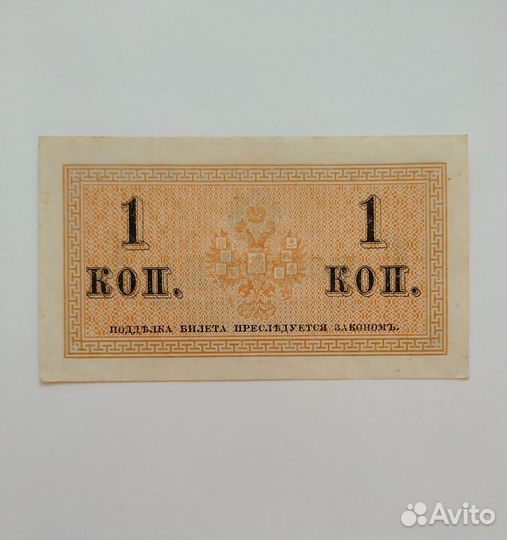 1 1
КОП. КОП.
ПОДДѢЛКА БИЛЕТА ПРЕСЛѢДУЕТСЯ ЗАКОНОМЪ.
Avito